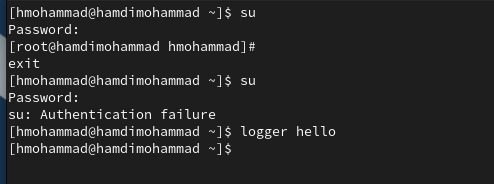 [hmohammad@hamdimohammad ~]$ su
Password:
[root@hamdimohammad hmohammad]#
exit
[hmohammad@hamdimohammad ~]$ su
Password:
su: Authentication failure
[hmohammad@hamdimohammad ~]$ logger hello
[hmohammad@hamdimohammad ~]$